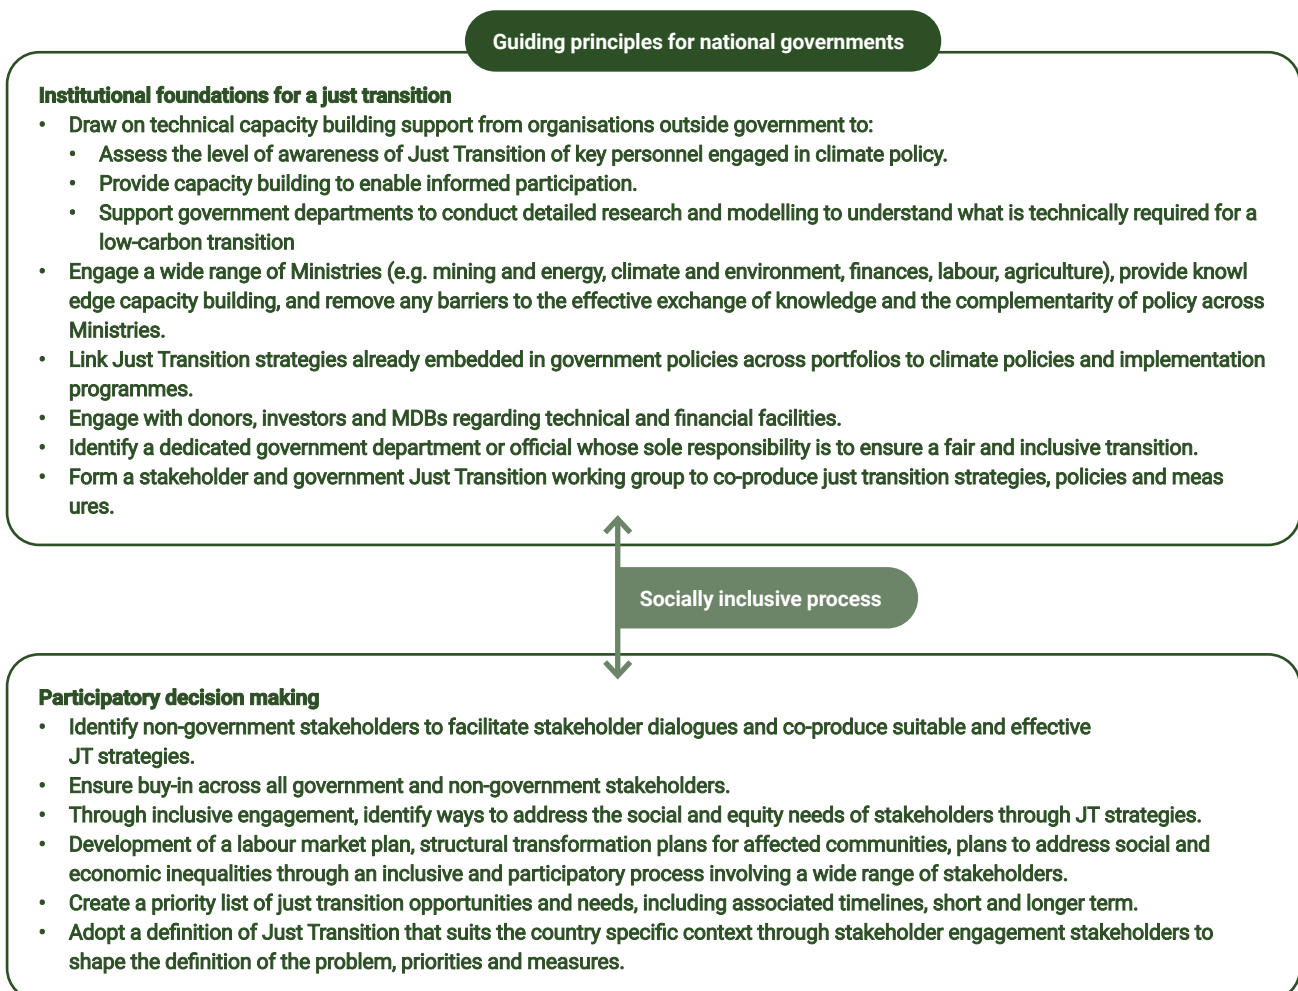 Guiding principles for national governments
Institutional foundations for a just transition
• Draw on technical capacity building support from organisations outside government to:
• Assess the level of awareness of Just Transition of key personnel engaged in climate policy.
• Provide capacity building to enable informed participation.
• Support government departments to conduct detailed research and modelling to understand what is technically required for a
low-carbon transition
• Engage a wide range of Ministries (e.g. mining and energy, climate and environment, finances, labour, agriculture), provide knowl
edge capacity building, and remove any barriers to the effective exchange of knowledge and the complementarity of policy across
Ministries.
• Link Just Transition strategies already embedded in government policies across portfolios to climate policies and implementation
programmes.
• Engage with donors, investors and MDBs regarding technical and financial facilities.
• Identify a dedicated government department or official whose sole responsibility is to ensure a fair and inclusive transition.
• Form a stakeholder and government Just Transition working group to co-produce just transition strategies, policies and meas
ures.
Socially inclusive process
Participatory decision making
• Identify non-government stakeholders to facilitate stakeholder dialogues and co-produce suitable and effective
JT strategies.
• Ensure buy-in across all government and non-government stakeholders.
• Through inclusive engagement, identify ways to address the social and equity needs of stakeholders through JT strategies.
• Development of a labour market plan, structural transformation plans for affected communities, plans to address social and
economic inequalities through an inclusive and participatory process involving a wide range of stakeholders.
• Create a priority list of just transition opportunities and needs, including associated timelines, short and longer term.
• Adopt a definition of Just Transition that suits the country specific context through stakeholder engagement stakeholders to
shape the definition of the problem, priorities and measures.